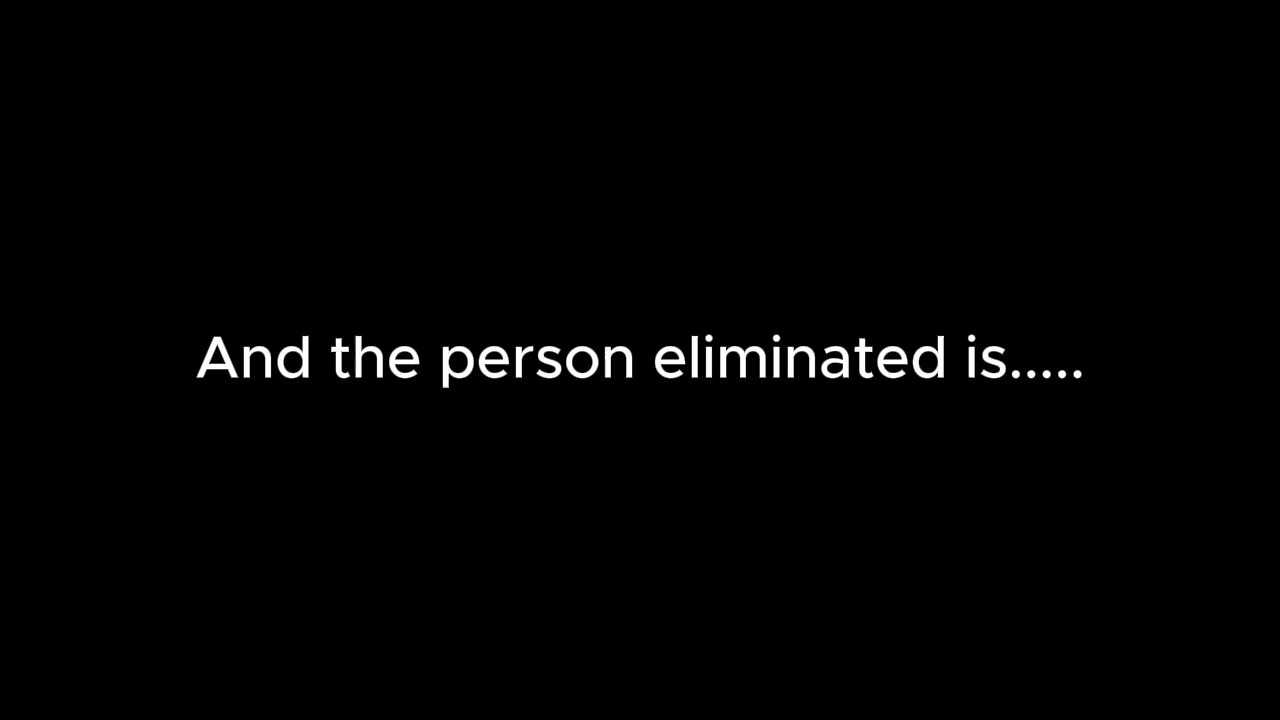 And the person eliminated is.....